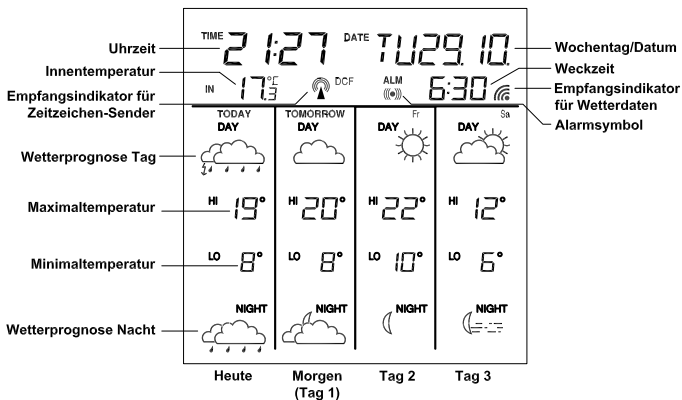 TIME 21:27 DATE TU29.10.
Uhrzeit
Wochentag/Datum
Innentemperatur
Weckzeit
IN 17.3°C DCF ALM 6:30
Empfangsindikator für
Zeitzeichen-Sender
Empfangsindikator
für Wetterdaten
Alarmsymbol
TODAY TOMORROW Fr Sa
DAY DAY DAY DAY
Wetterprognose Tag
Maximaltemperatur
HI 19° HI 20° HI 22° HI 12°
Minimaltemperatur
LO 8° LO 8° LO 10° LO 6°
NIGHT NIGHT NIGHT NIGHT
Wetterprognose Nacht
Heute Morgen Tag 2 Tag 3
(Tag 1)